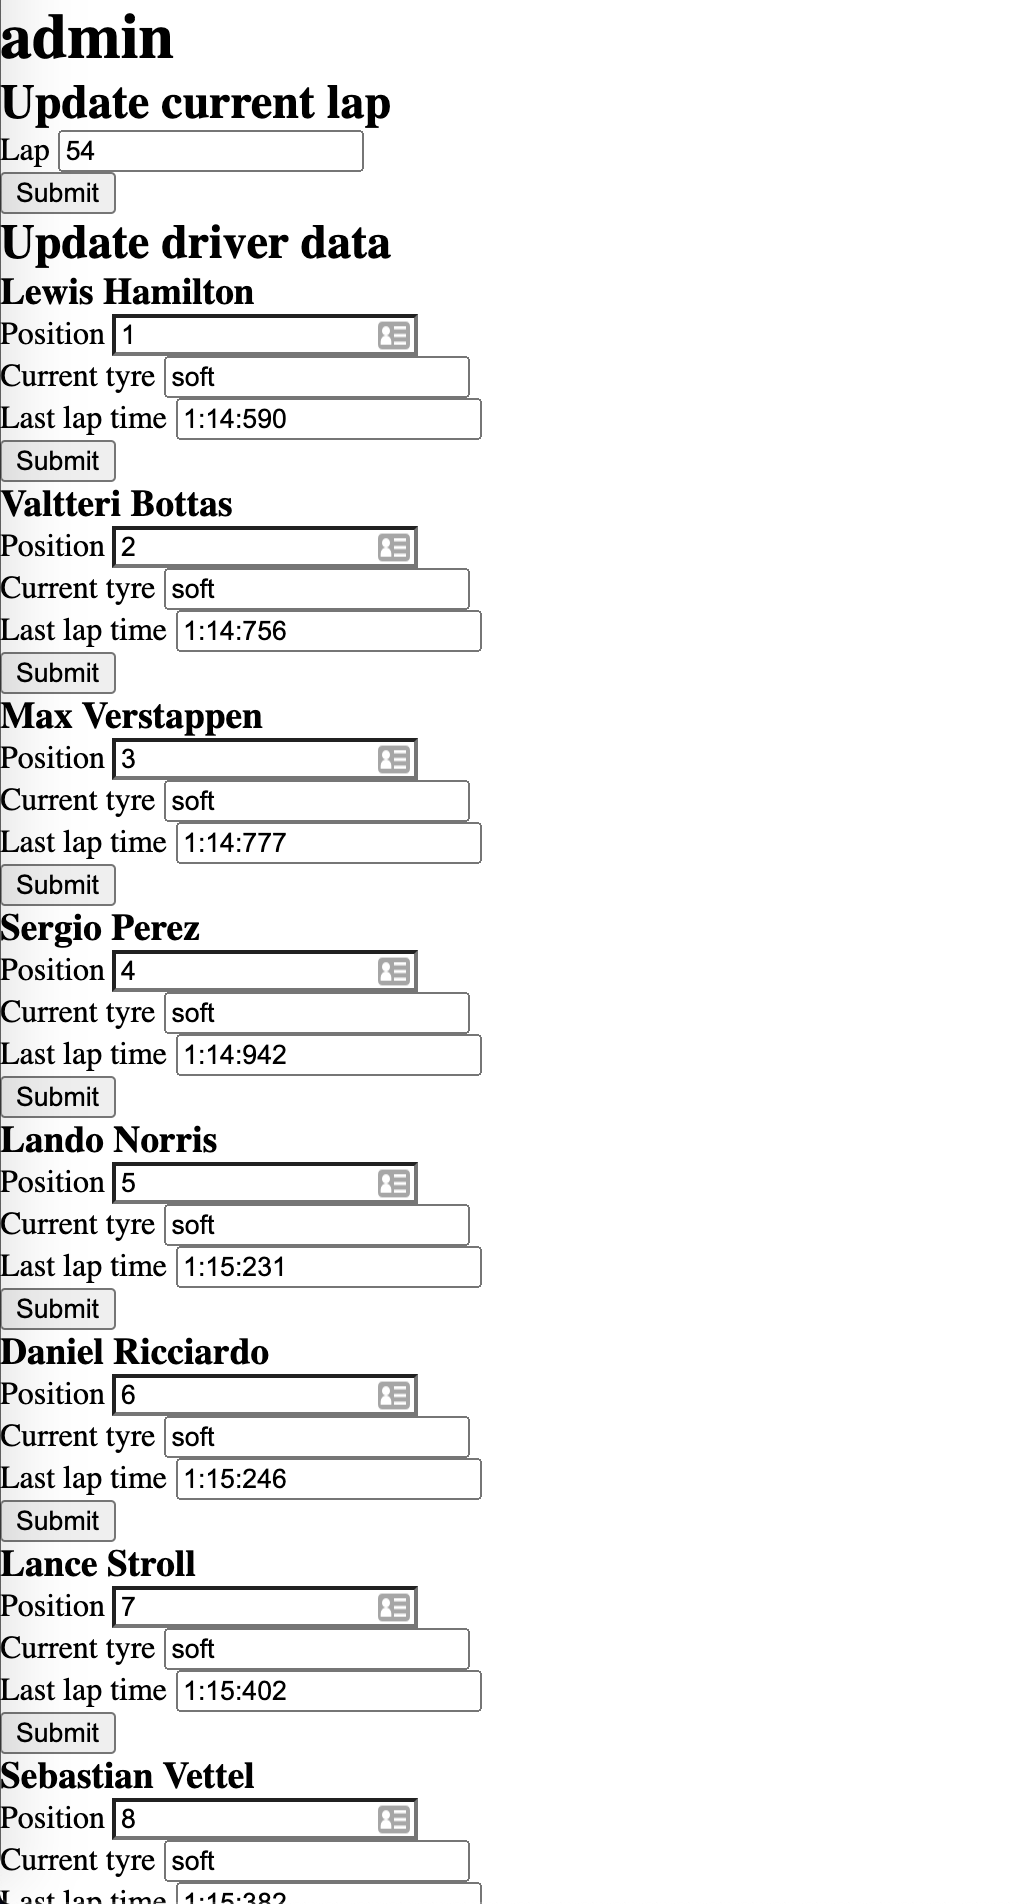 admin
Update current lap
Lap 54
Submit
Update driver data
Lewis Hamilton
Position 1
Current tyre soft
Last lap time 1:14:590
Submit
Valtteri Bottas
Position 2
Current tyre soft
Last lap time 1:14:756
Submit
Max Verstappen
Position 3
Current tyre soft
Last lap time 1:14:777
Submit
Sergio Perez
Position 4
Current tyre soft
Last lap time 1:14:942
Submit
Lando Norris
Position 5
Current tyre soft
Last lap time 1:15:231
Submit
Daniel Ricciardo
Position 6
Current tyre soft
Last lap time 1:15:246
Submit
Lance Stroll
Position 7
Current tyre soft
Last lap time 1:15:402
Submit
Sebastian Vettel
Position 8
Current tyre soft
Last lap time 1:15:382